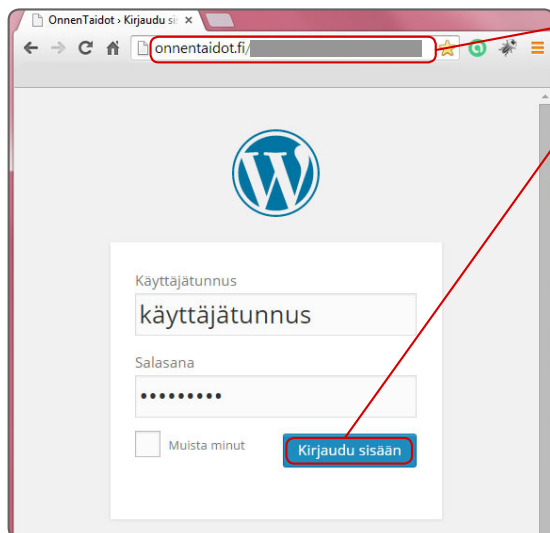 OnnenTaidot › Kirjaudu si
onnentaidot.fi/
Käyttäjätunnus
käyttäjätunnus
Salasana
•••••••••
Muista minut
Kirjaudu sisään